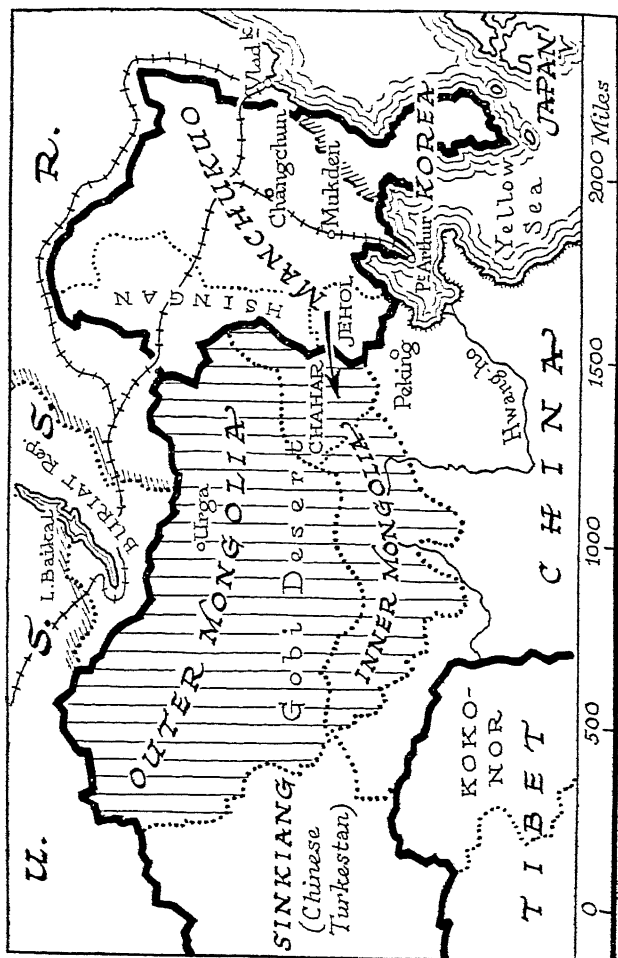 U. S. S. R.
L. Baikal
BURIAT Rep.
Vladk.
OUTER MONGOLIA
Urga
HSINGAN
MANCHUKUO
Changchun
Mukden
Gobi Desert
CHAHAR
JEHOL
SINKIANG
(Chinese
Turkestan)
INNER MONGOLIA
Peking
Pt Arthur
KOREA
Hwang ho
Yellow
Sea
JAPAN
KOKO-
NOR
TIBET
CHINA
0 500 1000 1500 2000 Miles